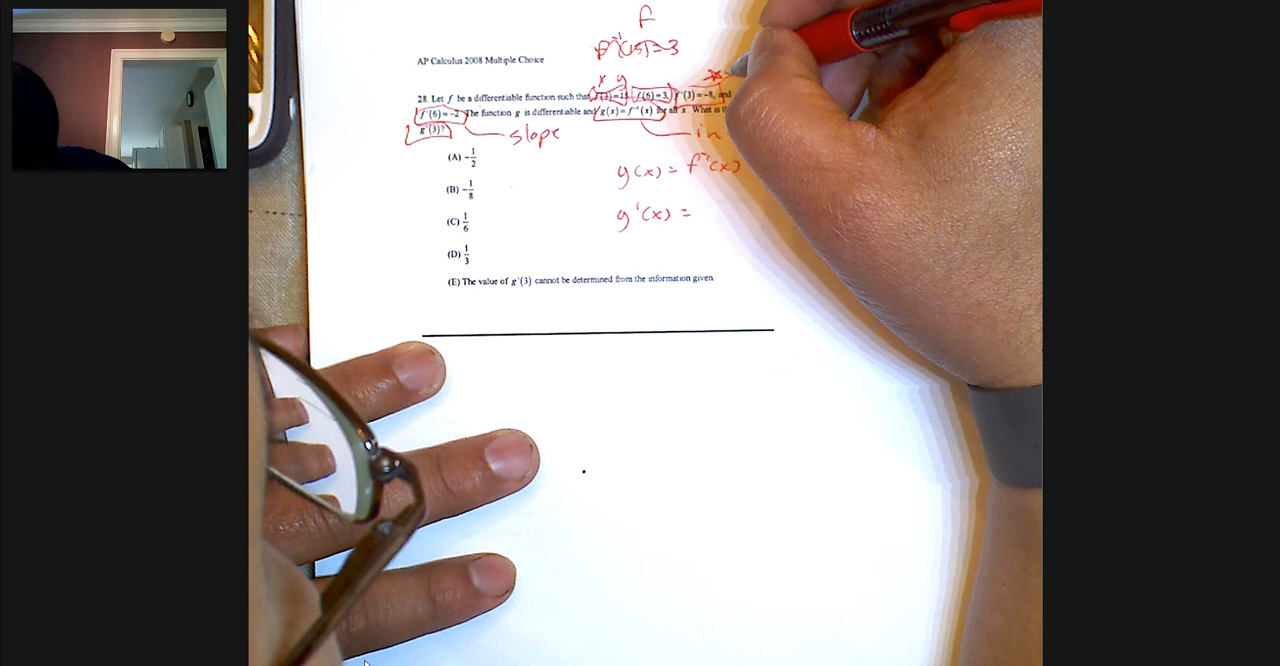 f
f⁻¹(15)=3
AP Calculus 2008 Multiple Choice
x y
28. Let f be a differentiable function such that f(3)=15, f(6)=3, f'(3)=-8, and
f'(6)=-2. The function g is differentiable and g(x)=f⁻¹(x) for all x. What is
g'(3)?
slope
in
(A) -1/2
g(x) = f⁻¹(x)
(B) -1/8
g'(x) =
(C) 1/6
(D) 1/3
(E) The value of g'(3) cannot be determined from the information given.